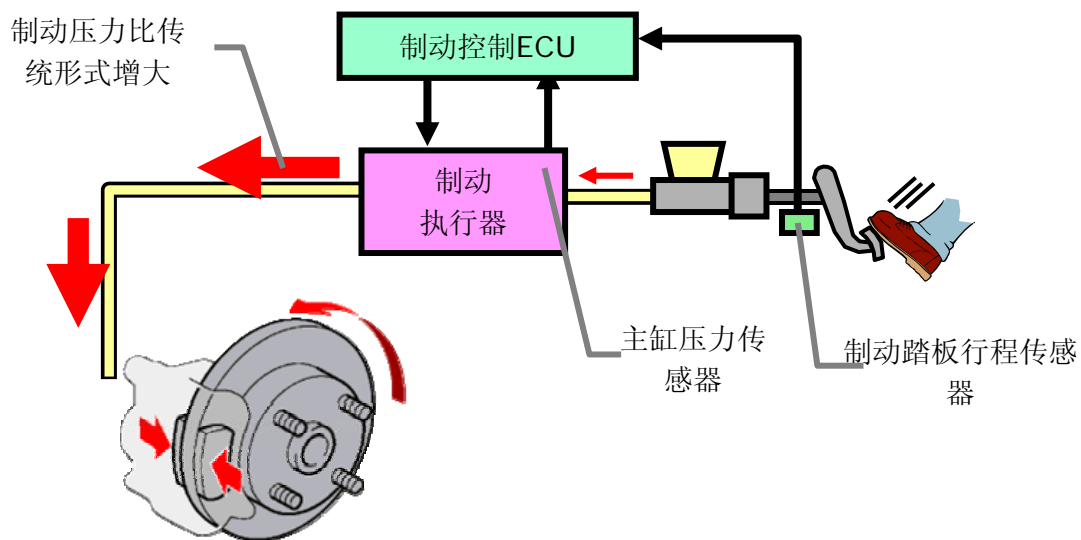 制动压力比传
统形式增大
制动控制ECU
制动
执行器
主缸压力传
感器
制动踏板行程传感
器